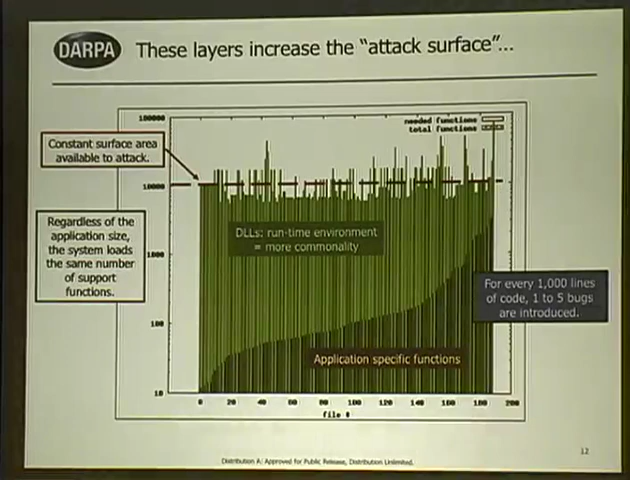 DARPA
These layers increase the "attack surface"...
100000
needed functions
total functions
Constant surface area
available to attack.
10000
Regardless of the
application size,
the system loads
the same number
of support
functions.
DLLs: run-time environment
= more commonality
1000
For every 1,000 lines
of code, 1 to 5 bugs
are introduced.
100
Application specific functions
10
0 20 40 60 80 100 120 140 160 180 200
file #
12
Distribution A: Approved for Public Release, Distribution Unlimited.